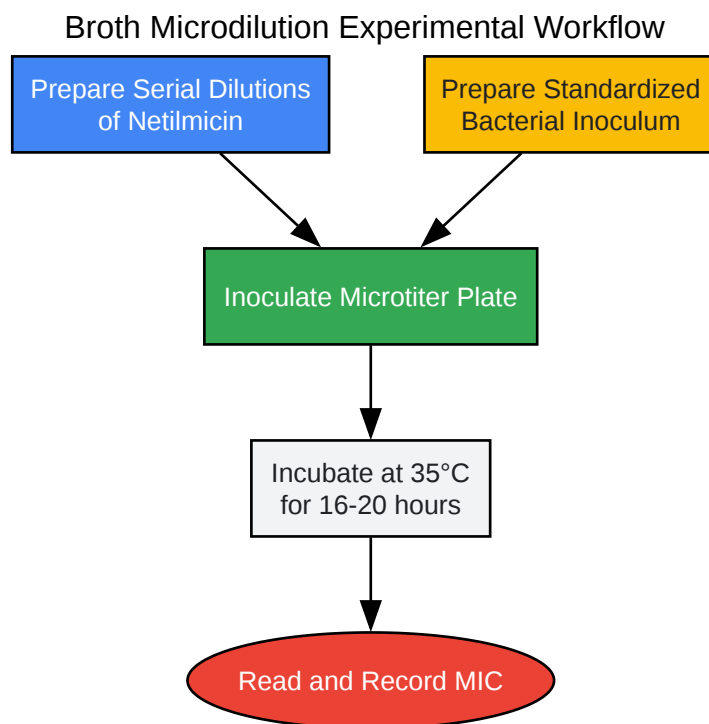 Broth Microdilution Experimental Workflow
Prepare Serial Dilutions
of Netilmicin
Prepare Standardized
Bacterial Inoculum
Inoculate Microtiter Plate
Incubate at 35°C
for 16-20 hours
Read and Record MIC